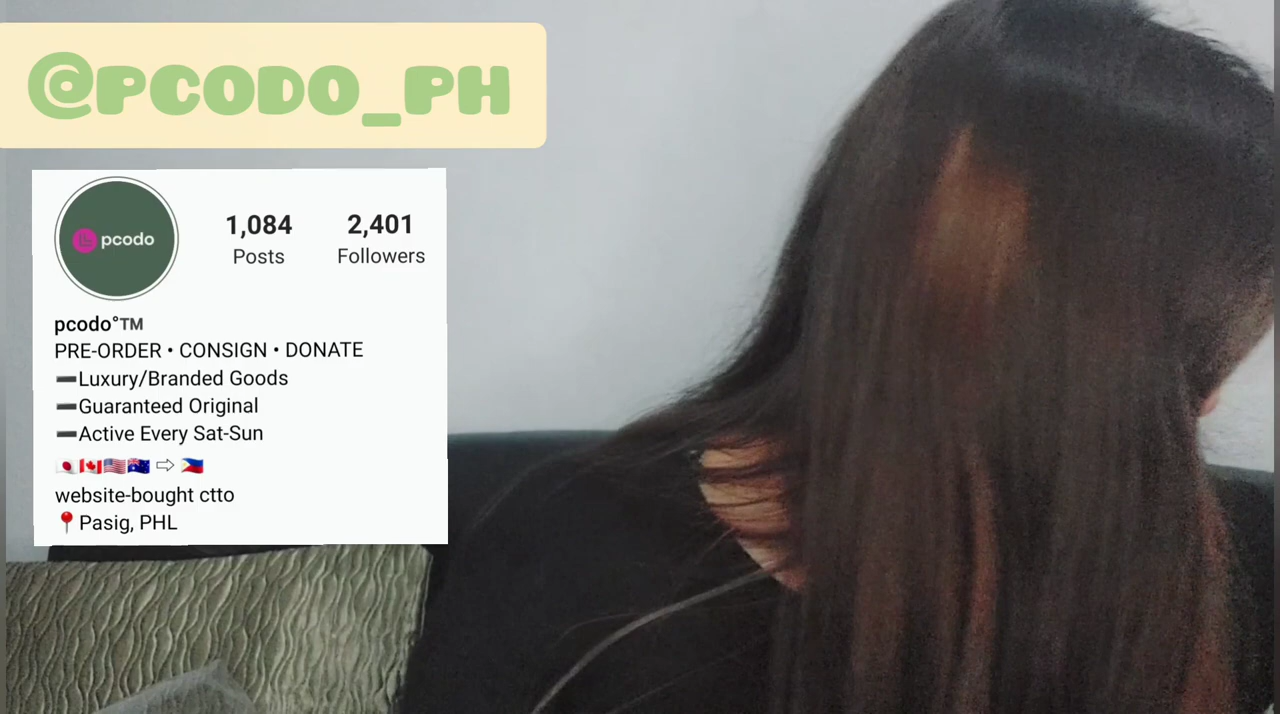 @PCODO_PH
pcodo
1,084 2,401
Posts Followers
pcodo°™
PRE-ORDER • CONSIGN • DONATE
➖Luxury/Branded Goods
➖Guaranteed Original
➖Active Every Sat-Sun
🇯🇵🇨🇦🇺🇸🇦🇺 ⇨ 🇵🇭
website-bought ctto
📍Pasig, PHL